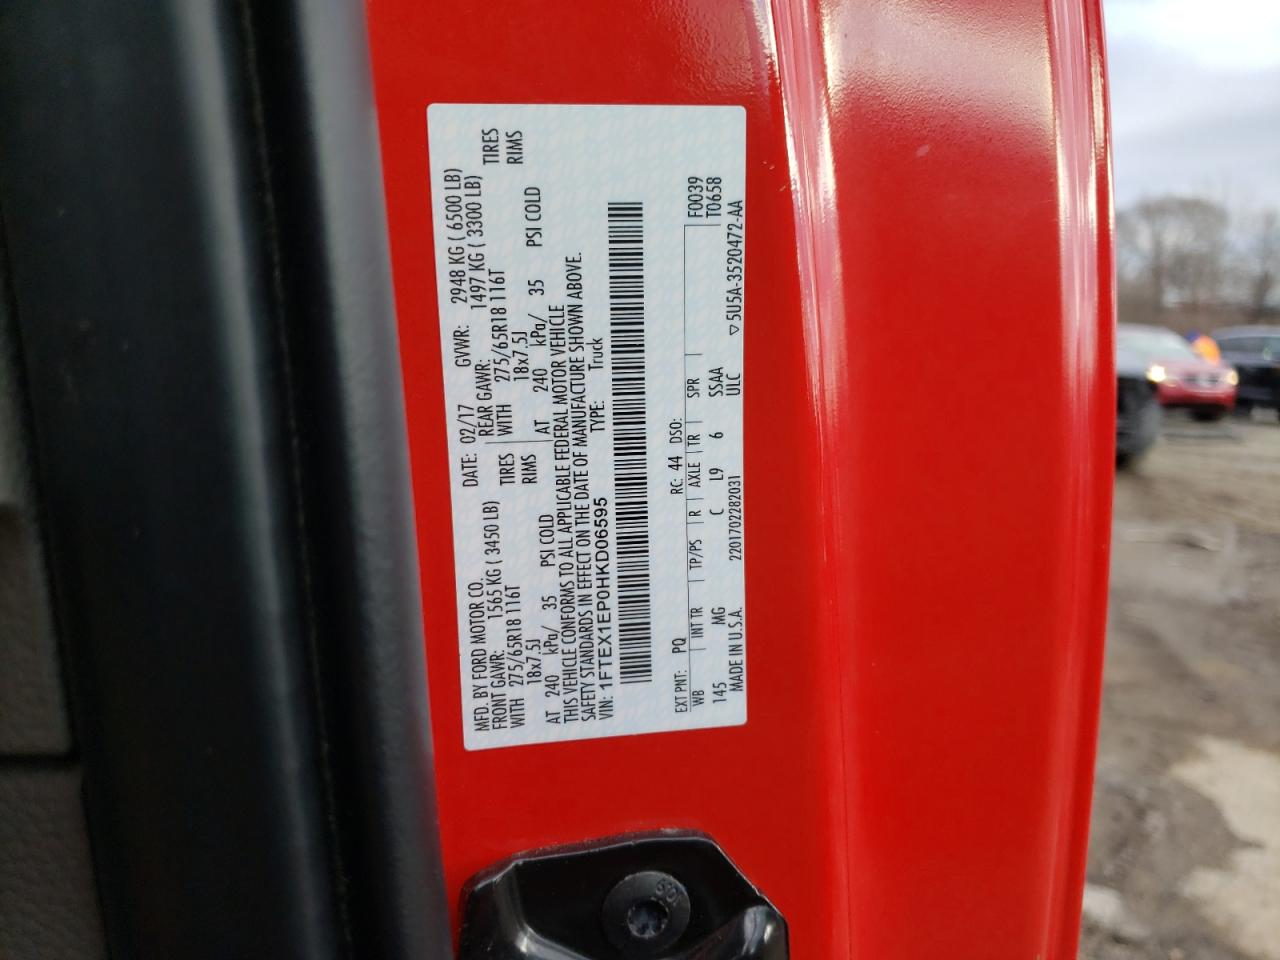 MFD. BY FORD MOTOR CO. DATE: 02/17 GVWR: 2948 KG ( 6500 LB)
FRONT GAWR: 1565 KG ( 3450 LB) REAR GAWR: 1497 KG ( 3300 LB)
WITH 275/65R18 116T TIRES WITH 275/65R18 116T TIRES
18x7.5J RIMS 18x7.5J RIMS
AT 240 kPa/ 35 PSI COLD AT 240 kPa/ 35 PSI COLD
THIS VEHICLE CONFORMS TO ALL APPLICABLE FEDERAL MOTOR VEHICLE
SAFETY STANDARDS IN EFFECT ON THE DATE OF MANUFACTURE SHOWN ABOVE.
VIN: 1FTEX1EP0HKD06595 TYPE: Truck
EXT PNT: PQ RC: 44 DSO: F0039
WB INT TR TP/PS R AXLE TR SPR T0658
145 MG C L9 6 SSAA
MADE IN U.S.A. 2201702282031 ULC ▽ 5U5A-3520472-AA